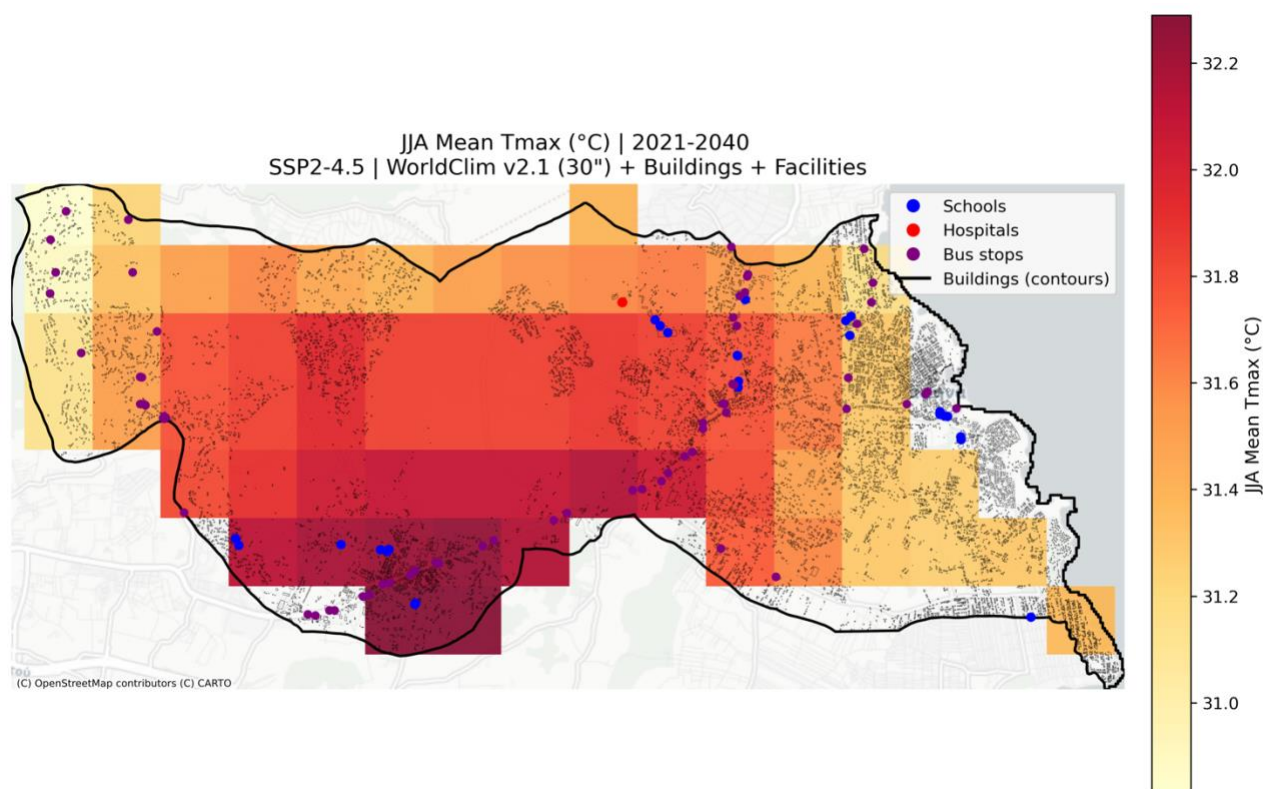 JJA Mean Tmax (°C) | 2021-2040
SSP2-4.5 | WorldClim v2.1 (30") + Buildings + Facilities
Schools
Hospitals
Bus stops
Buildings (contours)
32.2
32.0
31.8
31.6
31.4
31.2
31.0
JJA Mean Tmax (°C)
(C) OpenStreetMap contributors (C) CARTO